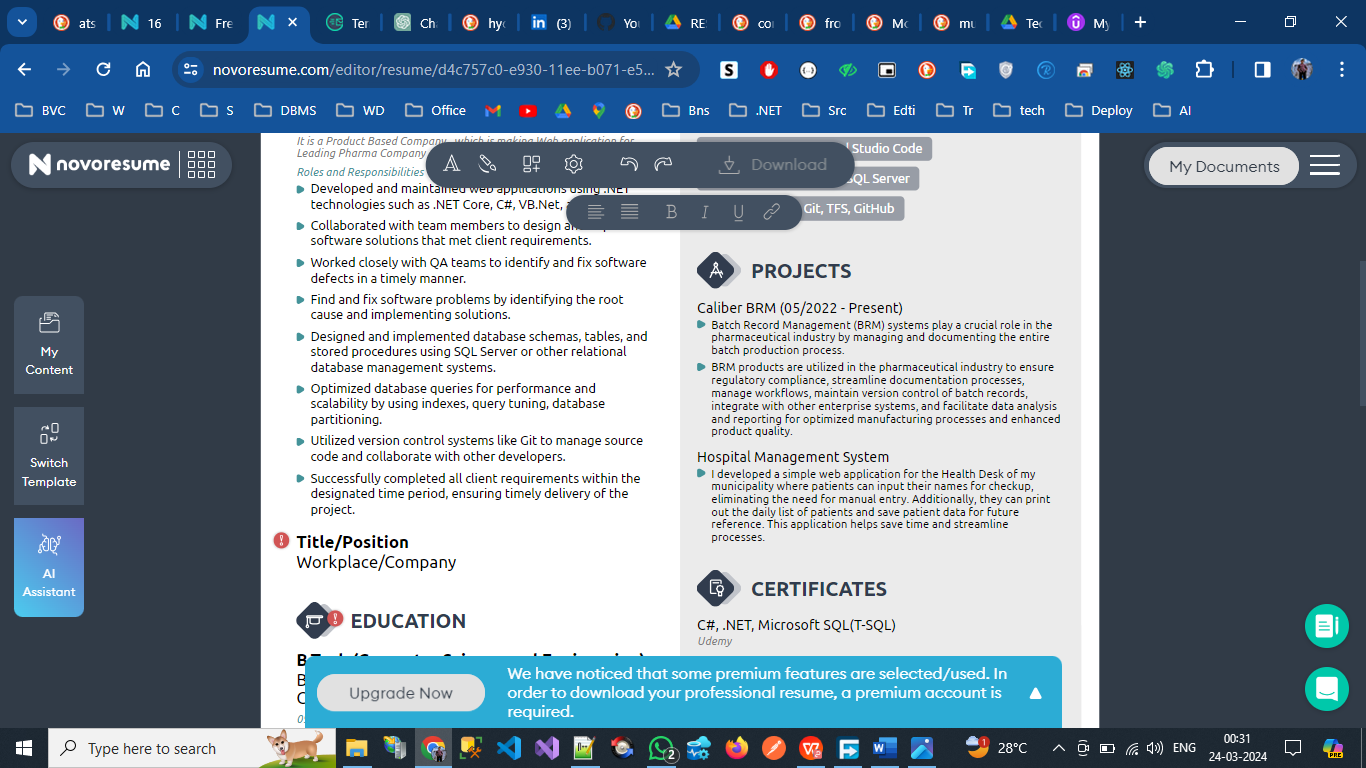 ats
16
Fre
Ter
Cha
hyc
(3)
You
RES
cor
fro
Mo
mu
Tec
My
novoresume.com/editor/resume/d4c757c0-e930-11ee-b071-e5...
BVC
W
C
S
DBMS
WD
Office
Bns
.NET
Src
Edti
Tr
tech
Deploy
AI
novoresume
Download
My Documents
My
Content
Switch
Template
AI
Assistant
It is a Product Based Company , which is making Web application for
Leading Pharma Company
Roles and Responsibilities
Developed and maintained web applications using .NET
technologies such as .NET Core, C#, VB.Net,
Collaborated with team members to design and
software solutions that met client requirements.
Worked closely with QA teams to identify and fix software
defects in a timely manner.
Find and fix software problems by identifying the root
cause and implementing solutions.
Designed and implemented database schemas, tables, and
stored procedures using SQL Server or other relational
database management systems.
Optimized database queries for performance and
scalability by using indexes, query tuning, database
partitioning.
Utilized version control systems like Git to manage source
code and collaborate with other developers.
Successfully completed all client requirements within the
designated time period, ensuring timely delivery of the
project.
Title/Position
Workplace/Company
EDUCATION
Studio Code
SQL Server
Git, TFS, GitHub
PROJECTS
Caliber BRM (05/2022 - Present)
Batch Record Management (BRM) systems play a crucial role in the
pharmaceutical industry by managing and documenting the entire
batch production process.
BRM products are utilized in the pharmaceutical industry to ensure
regulatory compliance, streamline documentation processes,
manage workflows, maintain version control of batch records,
integrate with other enterprise systems, and facilitate data analysis
and reporting for optimized manufacturing processes and enhanced
product quality.
Hospital Management System
I developed a simple web application for the Health Desk of my
municipality where patients can input their names for checkup,
eliminating the need for manual entry. Additionally, they can print
out the daily list of patients and save patient data for future
reference. This application helps save time and streamline
processes.
CERTIFICATES
C#, .NET, Microsoft SQL(T-SQL)
Udemy
Upgrade Now
We have noticed that some premium features are selected/used. In
order to download your professional resume, a premium account is
required.
Type here to search
2
28°C
ENG
00:31
24-03-2024